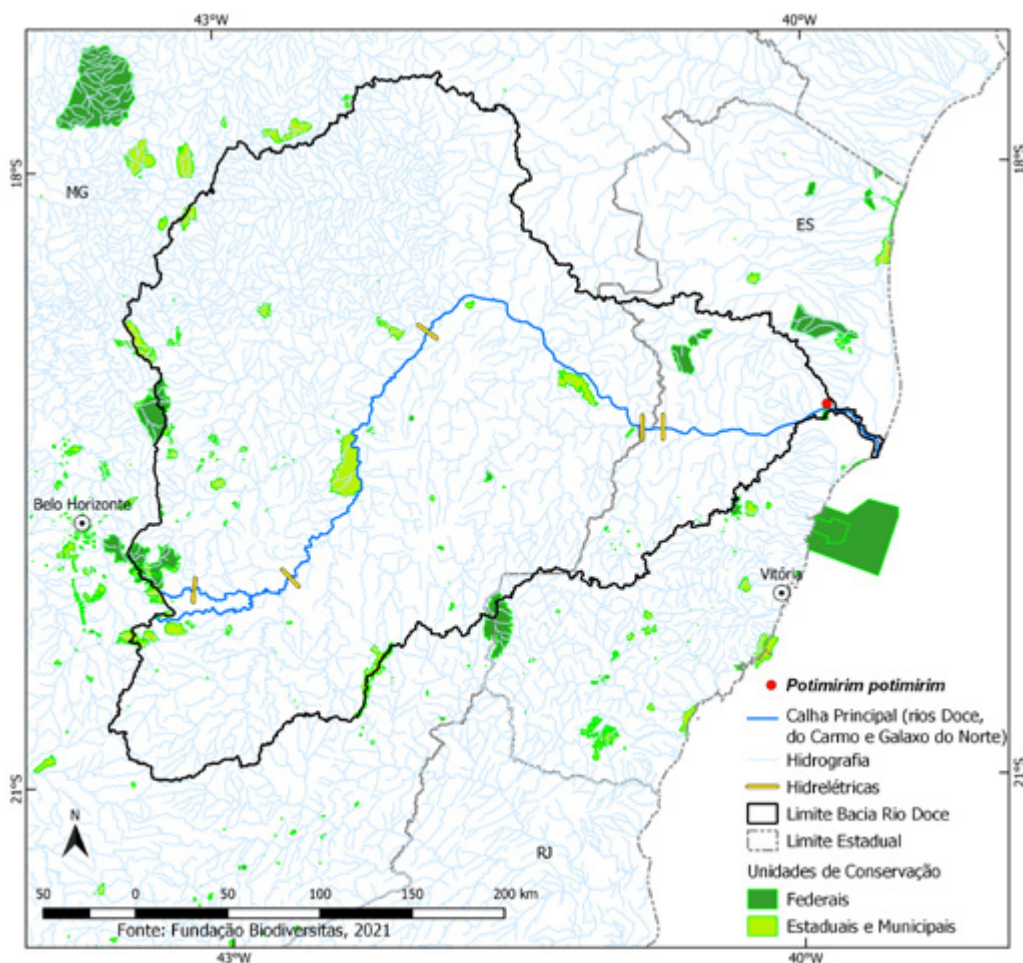 43°W
40°W
18°S
18°S
MG
ES
Belo Horizonte
Vitória
Potimirim potimirim
Calha Principal (rios Doce,
do Carmo e Galaxo do Norte)
Hidrografia
Hidrelétricas
Limite Bacia Rio Doce
Limite Estadual
Unidades de Conservação
Federais
Estaduais e Municipais
21°S
21°S
N
RJ
50 0 50 100 150 200 km
Fonte: Fundação Biodiversitas, 2021
43°W
40°W